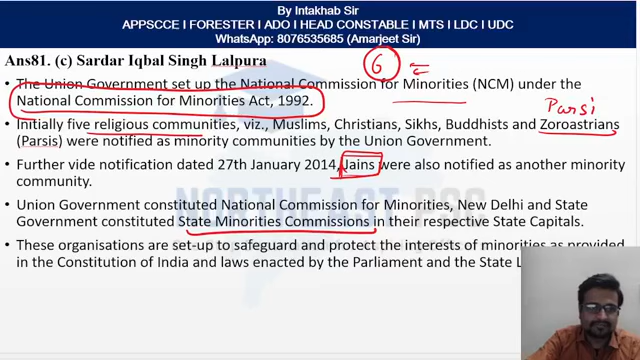 By Intakhab Sir
APPSCCE I FORESTER I ADO I HEAD CONSTABLE I MTS I LDC I UDC
WhatsApp: 8076535685 (Amarjeet Sir)
Ans81. (c) Sardar Iqbal Singh Lalpura
6
• The Union Government set up the National Commission for Minorities (NCM) under the
National Commission for Minorities Act, 1992.
Parsi
• Initially five religious communities, viz., Muslims, Christians, Sikhs, Buddhists and Zoroastrians
(Parsis) were notified as minority communities by the Union Government.
• Further vide notification dated 27th January 2014, Jains were also notified as another minority
community.
• Union Government constituted National Commission for Minorities, New Delhi and State
Government constituted State Minorities Commissions in their respective State Capitals.
• These organisations are set-up to safeguard and protect the interests of minorities as provided
in the Constitution of India and laws enacted by the Parliament and the State
NORTHEAST PSC